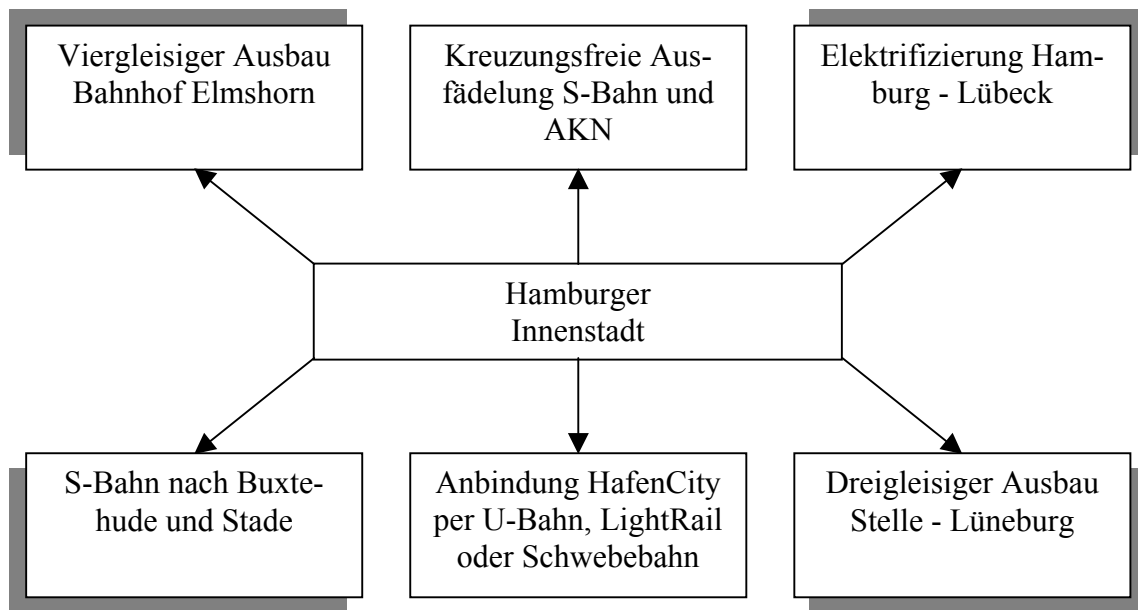 Viergleisiger Ausbau
Bahnhof Elmshorn
Kreuzungsfreie Aus-
fädelung S-Bahn und
AKN
Elektrifizierung Ham-
burg - Lübeck
Hamburger
Innenstadt
S-Bahn nach Buxte-
hude und Stade
Anbindung HafenCity
per U-Bahn, LightRail
oder Schwebebahn
Dreigleisiger Ausbau
Stelle - Lüneburg